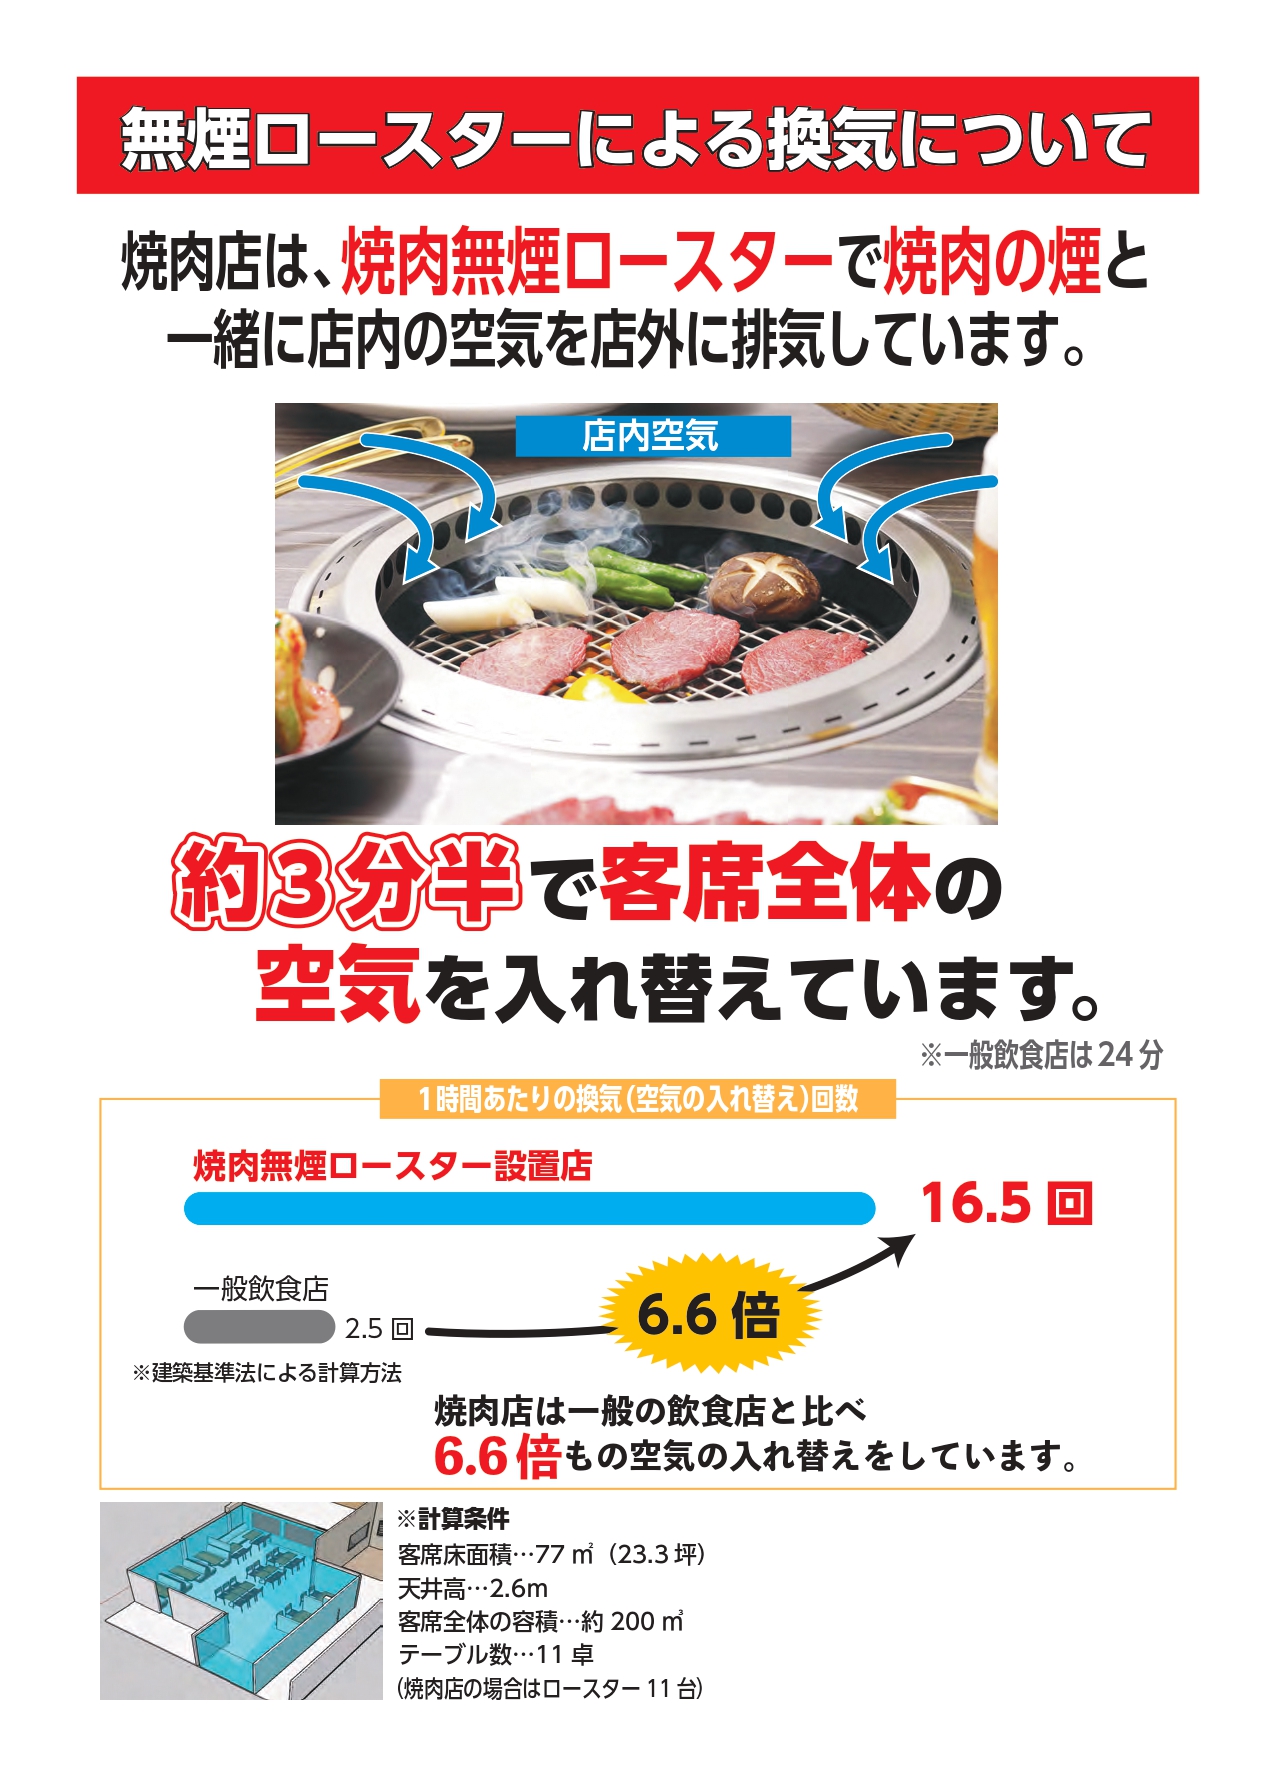 無煙ロースターによる換気について
焼肉店は、焼肉無煙ロースターで焼肉の煙と
一緒に店内の空気を店外に排気しています。
店内空気
約3分半で客席全体の
空気を入れ替えています。
※一般飲食店は24分
1時間あたりの換気(空気の入れ替え)回数
焼肉無煙ロースター設置店
16.5回
一般飲食店
2.5回
6.6倍
※建築基準法による計算方法
焼肉店は一般の飲食店と比べ
6.6倍もの空気の入れ替えをしています。
※計算条件
客席床面積…77㎡（23.3坪）
天井高…2.6m
客席全体の容積…約200㎥
テーブル数…11卓
(焼肉店の場合はロースター11台)